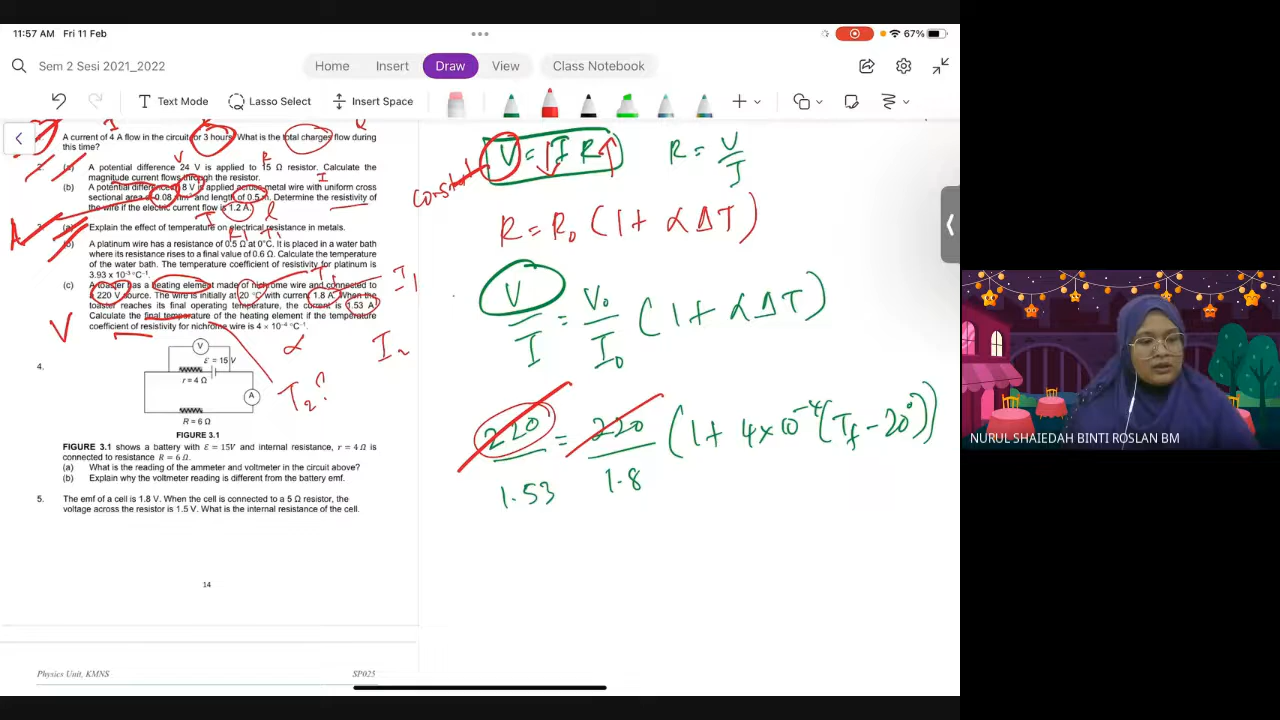 11:57 AM Fri 11 Feb
67%
Sem 2 Sesi 2021_2022
Home Insert Draw View Class Notebook
Text Mode Lasso Select Insert Space
A current of 4 A flow in the circuit for 3 hours. What is the total charges flow during
this time?
(a) A potential difference 24 V is applied to 15 Ω resistor. Calculate the
magnitude current flows through the resistor.
(b) A potential difference 8 V is applied across metal wire with uniform cross
sectional area 0.08 and length of 0.5 m. Determine the resistivity of
the wire if the electric current flow is 1.2 A.
3. (a) Explain the effect of temperature on electrical resistance in metals.
(b) A platinum wire has a resistance of 0.5 Ω at 0°C. It is placed in a water bath
where its resistance rises to a final value of 0.6 Ω. Calculate the temperature
of the water bath. The temperature coefficient of resistivity for platinum is
3.93 x 10⁻³ °C⁻¹.
(c) A toaster has a heating element made of nichrome wire and connected to
220 V source. The wire is initially at 20 °C with current 1.8 A. When the
toaster reaches its final operating temperature, the current is 1.53 A.
Calculate the final temperature of the heating element if the temperature
coefficient of resistivity for nichrome wire is 4 × 10⁻⁴ °C⁻¹.
V
α
I₂
T₂?
4.
V
ε = 15 V
r = 4 Ω
A
R = 6 Ω
FIGURE 3.1
FIGURE 3.1 shows a battery with ε = 15V and internal resistance, r = 4 Ω is
connected to resistance R = 6 Ω.
(a) What is the reading of the ammeter and voltmeter in the circuit above?
(b) Explain why the voltmeter reading is different from the battery emf.
5. The emf of a cell is 1.8 V. When the cell is connected to a 5 Ω resistor, the
voltage across the resistor is 1.5 V. What is the internal resistance of the cell.
14
Physics Unit, KMNS SP025
V = I R R = V/I
constant
R = R₀ (1 + α ΔT)
V/I = V₀/I₀ (1 + α ΔT)
220/1.53 = 220/1.8 (1 + 4×10⁻⁴ (T_f − 20°))
NURUL SHAIEDAH BINTI ROSLAN BM